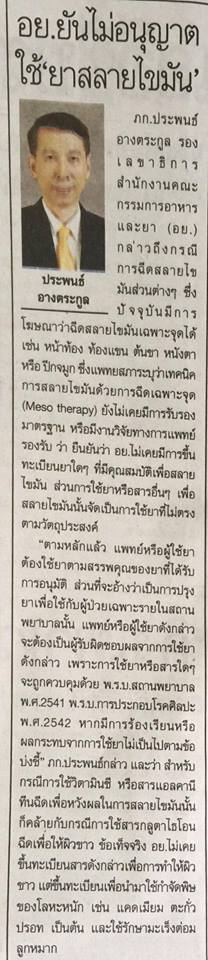 อย.ยันไม่อนุญาต
ใช้'ยาสลายไขมัน'
ประพนธ์
อางตระกูล
ภก.ประพนธ์
อางตระกูล รอง
เลขาธิการ
สำนักงานคณะ
กรรมการอาหาร
และยา (อย.)
กล่าวถึงกรณี
การฉีดสลายไข
มันส่วนต่างๆ ซึ่ง
ปัจจุบันมีการ
โฆษณาว่าฉีดสลายไขมันเฉพาะจุดได้
เช่น หน้าท้อง ท้องแขน ต้นขา หนังตา
หรือ ปีกจมูก ซึ่งแพทยสภาระบุว่าเทคนิค
การสลายไขมันด้วยการฉีดเฉพาะจุด
(Meso therapy) ยังไม่เคยมีการรับรอง
มาตรฐาน หรือมีงานวิจัยทางการแพทย์
รองรับ ว่า ยืนยันว่า อย.ไม่เคยมีการขึ้น
ทะเบียนยาใดๆ ที่มีคุณสมบัติเพื่อสลาย
ไขมัน ส่วนการใช้ยาหรือสารอื่นๆ เพื่อ
สลายไขมันนั้นจัดเป็นการใช้ยาที่ไม่ตรง
ตามวัตถุประสงค์
"ตามหลักแล้ว แพทย์หรือผู้ใช้ยา
ต้องใช้ยาตามสรรพคุณของยาที่ได้รับ
การอนุมัติ ส่วนที่จะอ้างว่าเป็นการปรุง
ยาเพื่อใช้กับผู้ป่วยเฉพาะรายในสถาน
พยาบาลนั้น แพทย์หรือผู้ใช้ยาดังกล่าว
จะต้องเป็นผู้รับผิดชอบผลจากการใช้ยา
ดังกล่าว เพราะการใช้ยาหรือสารใดๆ
จะถูกควบคุมด้วย พ.ร.บ.สถานพยาบาล
พ.ศ.2541 พ.ร.บ.การประกอบโรคศิลปะ
พ.ศ.2542 หากมีการร้องเรียนหรือ
ผลกระทบจากการใช้ยาไม่เป็นไปตามข้อ
บ่งชี้" ภก.ประพนธ์กล่าว และว่า สำหรับ
กรณีการใช้วิตามินซี หรือสารแอลคานี
ทีนฉีดเพื่อหวังผลในการสลายไขมันนั้น
ก็คล้ายกับกรณีการใช้สารกลูตาไธโอน
ฉีดเพื่อให้ผิวขาว ข้อเท็จจริง อย.ไม่เคย
ขึ้นทะเบียนสารดังกล่าวเพื่อการทำให้ผิว
ขาว แต่ขึ้นทะเบียนเพื่อนำมาใช้กำจัดพิษ
ของโลหะหนัก เช่น แคดเมียม ตะกั่ว
ปรอท เป็นต้น และใช้รักษามะเร็งต่อม
ลูกหมาก